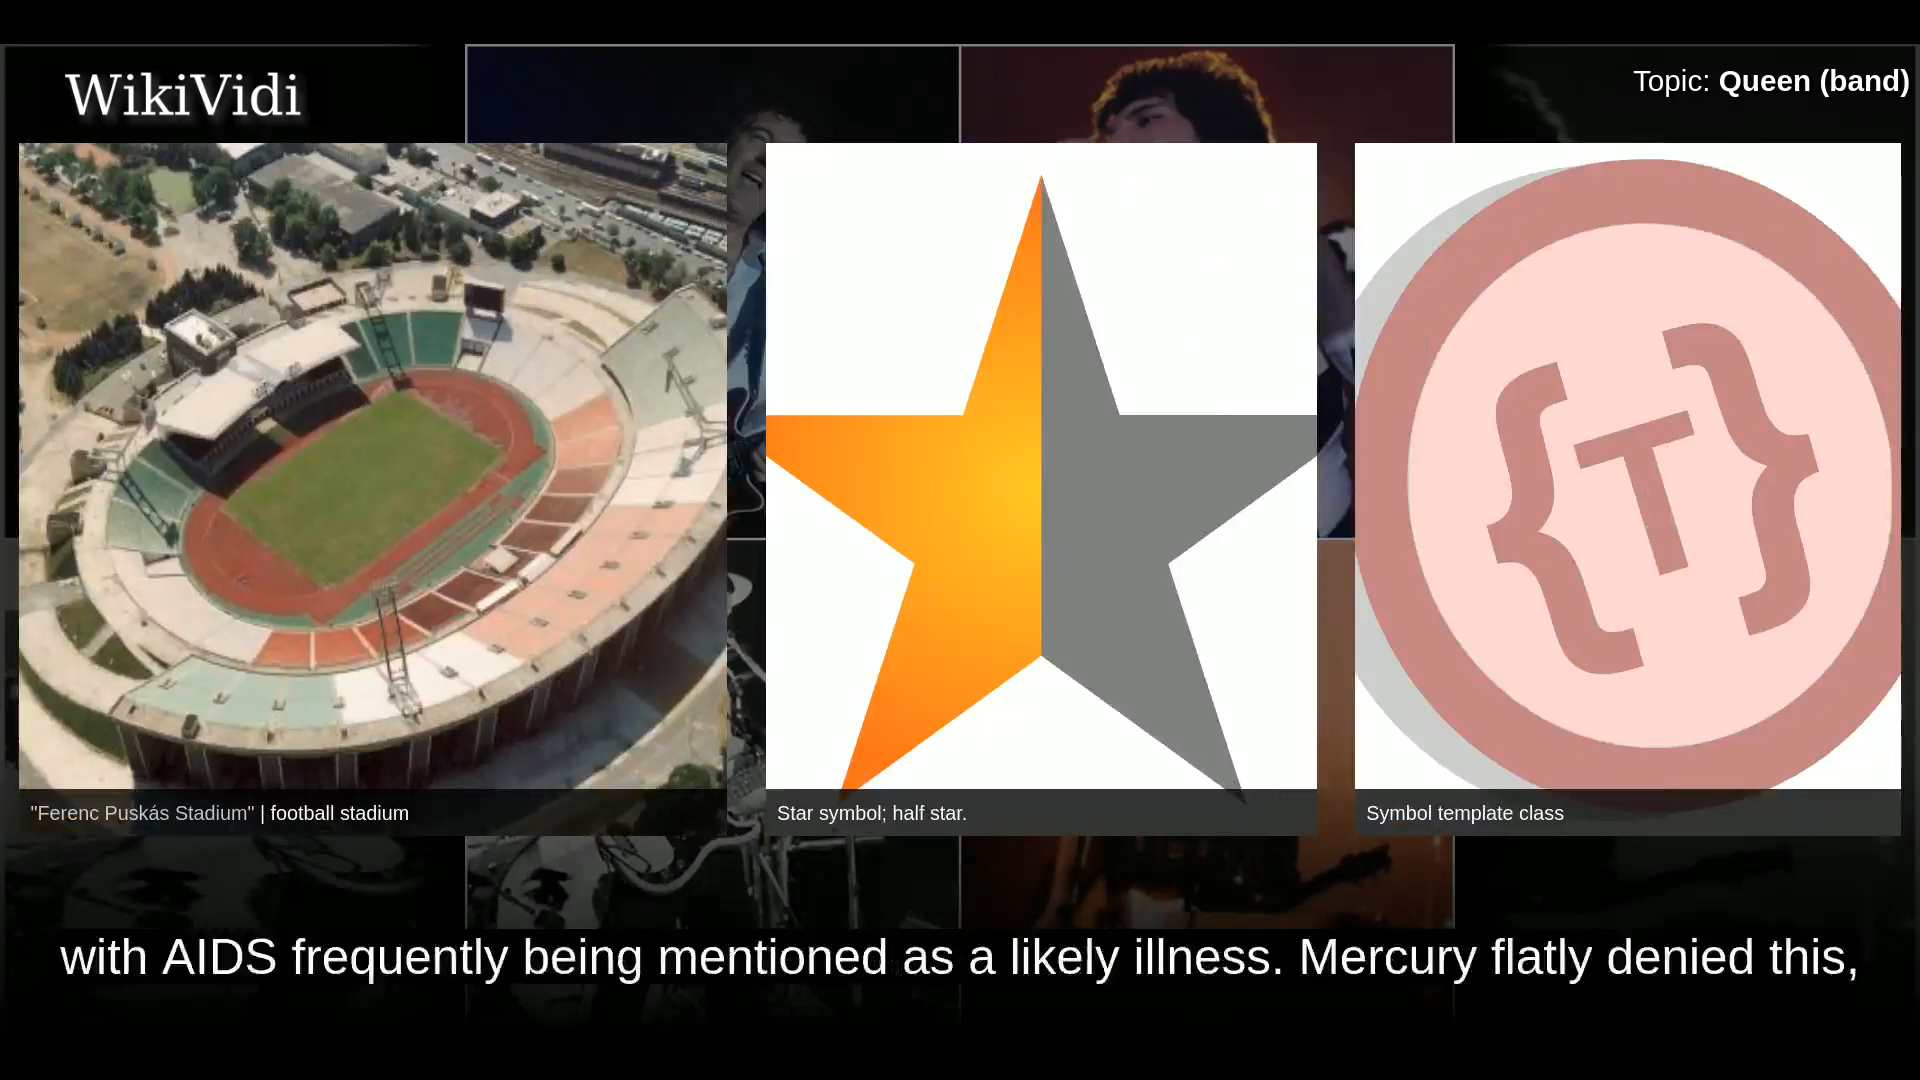 WikiVidi
Topic: Queen (band)
{T}
"Ferenc Puskás Stadium" | football stadium
Star symbol; half star.
Symbol template class
with AIDS frequently being mentioned as a likely illness. Mercury flatly denied this,